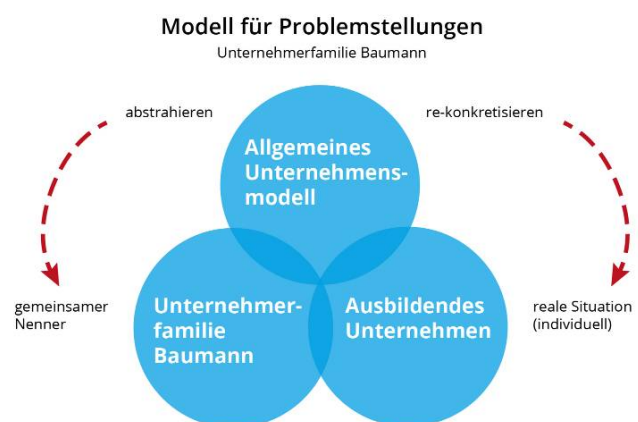 Modell für Problemstellungen
Unternehmerfamilie Baumann
abstrahieren
re-konkretisieren
Allgemeines
Unternehmens-
modell
gemeinsamer
Nenner
Unternehmer-
familie
Baumann
Ausbildendes
Unternehmen
reale Situation
(individuell)